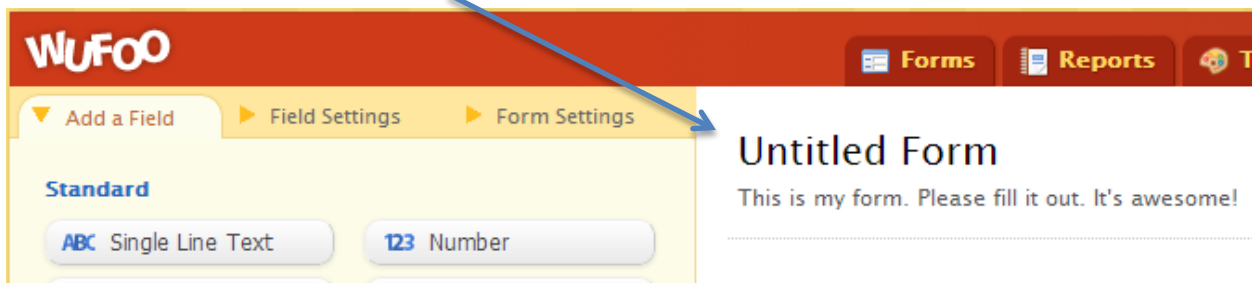 WUFOO
Forms Reports T
Add a Field Field Settings Form Settings
Untitled Form
This is my form. Please fill it out. It's awesome!
Standard
ABC Single Line Text 123 Number